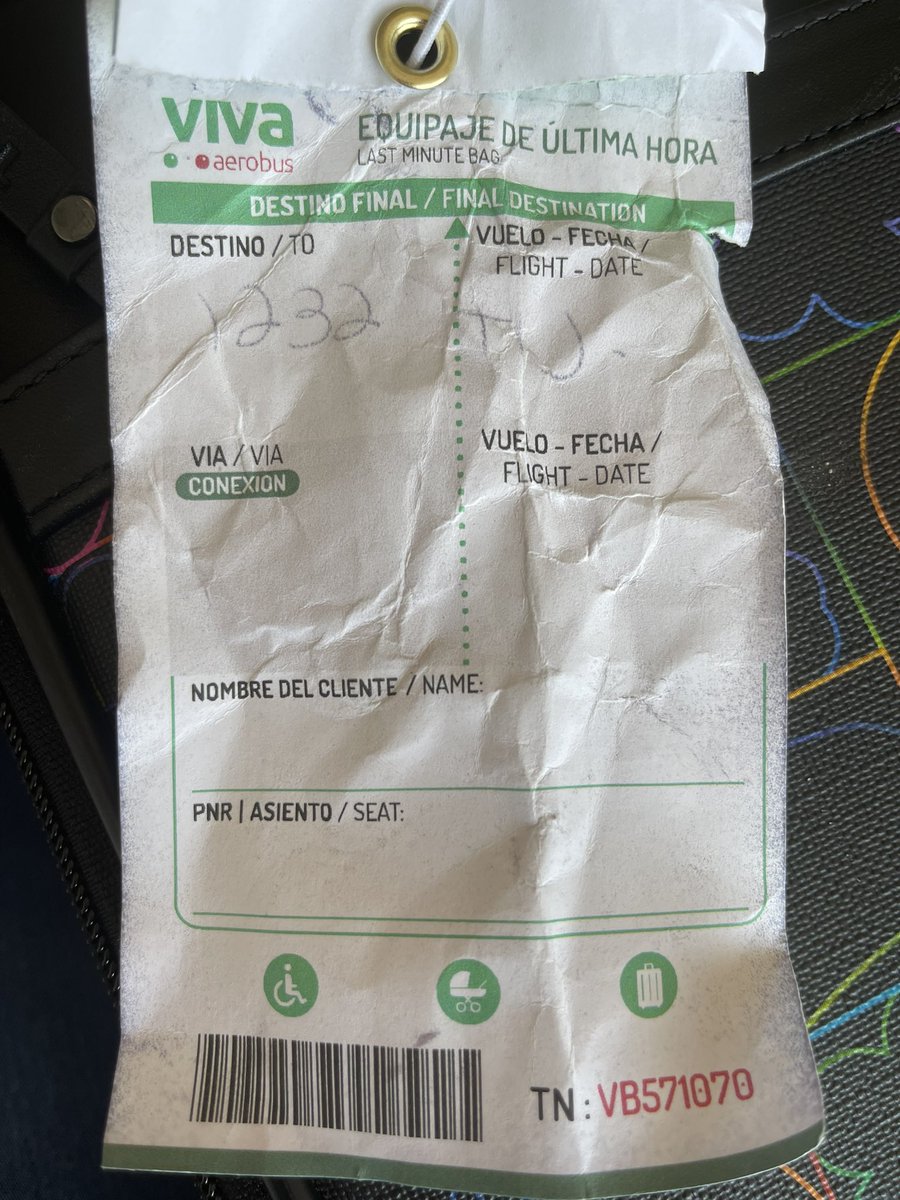 viva
aerobus
EQUIPAJE DE ÚLTIMA HORA
LAST MINUTE BAG
DESTINO FINAL / FINAL DESTINATION
DESTINO / TO
VUELO - FECHA /
FLIGHT - DATE
1232
VIA / VIA
CONEXION
VUELO - FECHA /
FLIGHT - DATE
NOMBRE DEL CLIENTE / NAME:
PNR | ASIENTO / SEAT:
TN : VB571070